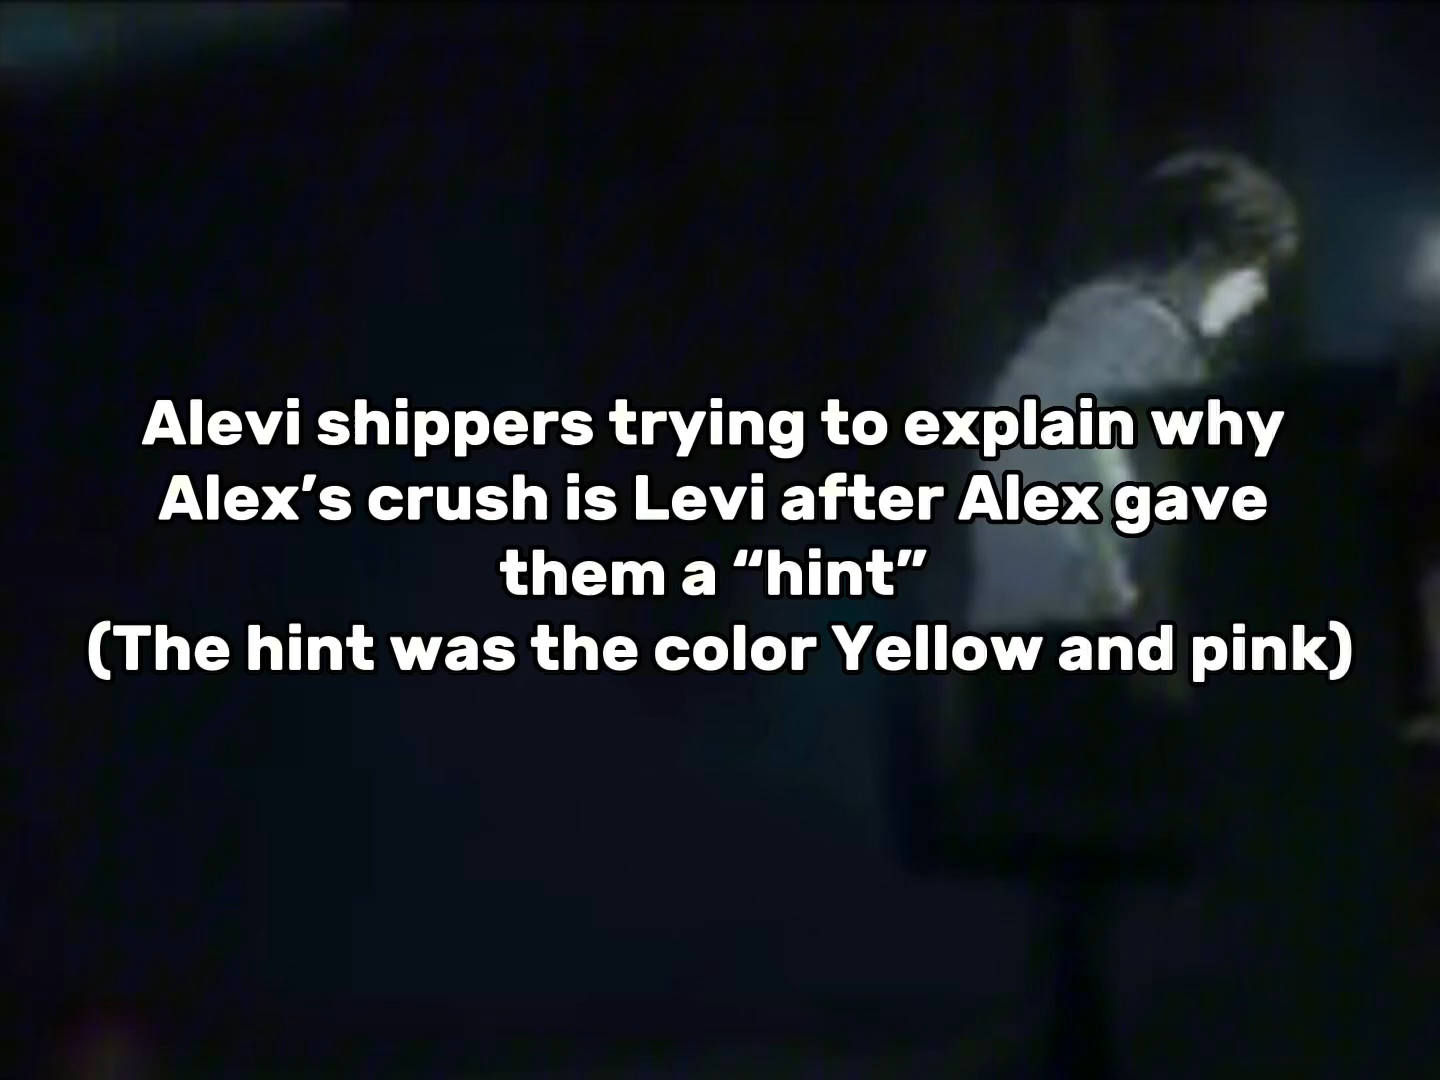 Alevi shippers trying to explain why
Alex’s crush is Levi after Alex gave
them a “hint”
(The hint was the color Yellow and pink)